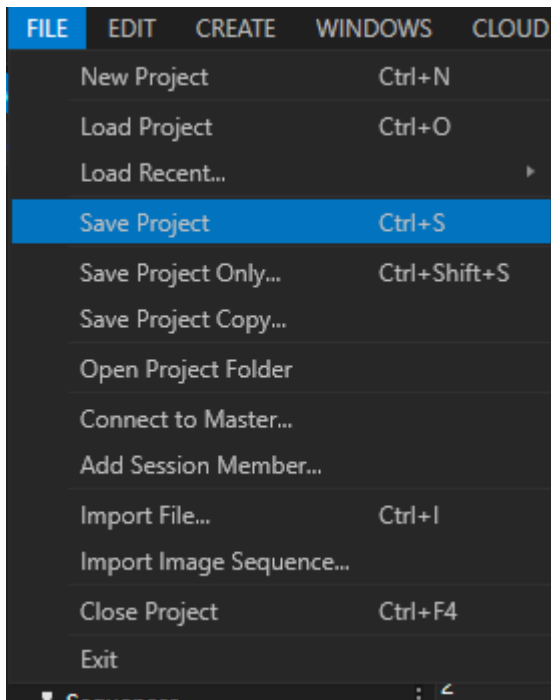 FILE EDIT CREATE WINDOWS CLOUD
New Project Ctrl+N
Load Project Ctrl+O
Load Recent...
Save Project Ctrl+S
Save Project Only... Ctrl+Shift+S
Save Project Copy...
Open Project Folder
Connect to Master...
Add Session Member...
Import File... Ctrl+I
Import Image Sequence...
Close Project Ctrl+F4
Exit